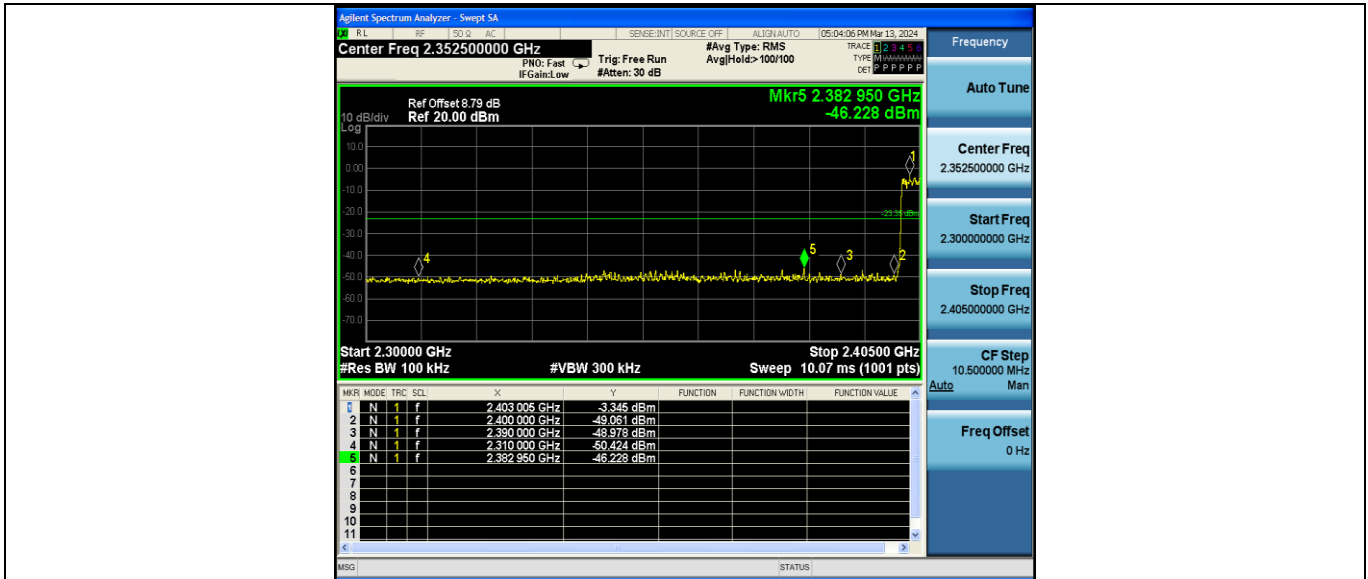 Agilent Spectrum Analyzer - Swept SA
RL RF 50 Ω AC SENSE:INT SOURCE OFF ALIGNAUTO 05:04:06 PM Mar 13, 2024
Center Freq 2.352500000 GHz
PNO: Fast
IFGain:Low
Trig: Free Run
#Atten: 30 dB
#Avg Type: RMS
Avg|Hold:>100/100
TRACE 1 2 3 4 5 6
TYPE M
DET P P P P P P
Mkr5 2.382 950 GHz
-46.228 dBm
Ref Offset 8.79 dB
Ref 20.00 dBm
10 dB/div
Log
10.0
0.00
-10.0
-20.0
-30.0
-40.0
-50.0
-60.0
-70.0
1
-23.35 dBm
4
5
3
2
Start 2.30000 GHz
Stop 2.40500 GHz
#Res BW 100 kHz
#VBW 300 kHz
Sweep 10.07 ms (1001 pts)
MKR MODE TRC SCL X Y FUNCTION FUNCTION WIDTH FUNCTION VALUE
1 N 1 f 2.403 005 GHz -3.345 dBm
2 N 1 f 2.400 000 GHz -49.061 dBm
3 N 1 f 2.390 000 GHz -48.978 dBm
4 N 1 f 2.310 000 GHz -50.424 dBm
5 N 1 f 2.382 950 GHz -46.228 dBm
6
7
8
9
10
11
MSG
STATUS
Frequency
Auto Tune
Center Freq
2.352500000 GHz
Start Freq
2.300000000 GHz
Stop Freq
2.405000000 GHz
CF Step
10.500000 MHz
Auto Man
Freq Offset
0 Hz